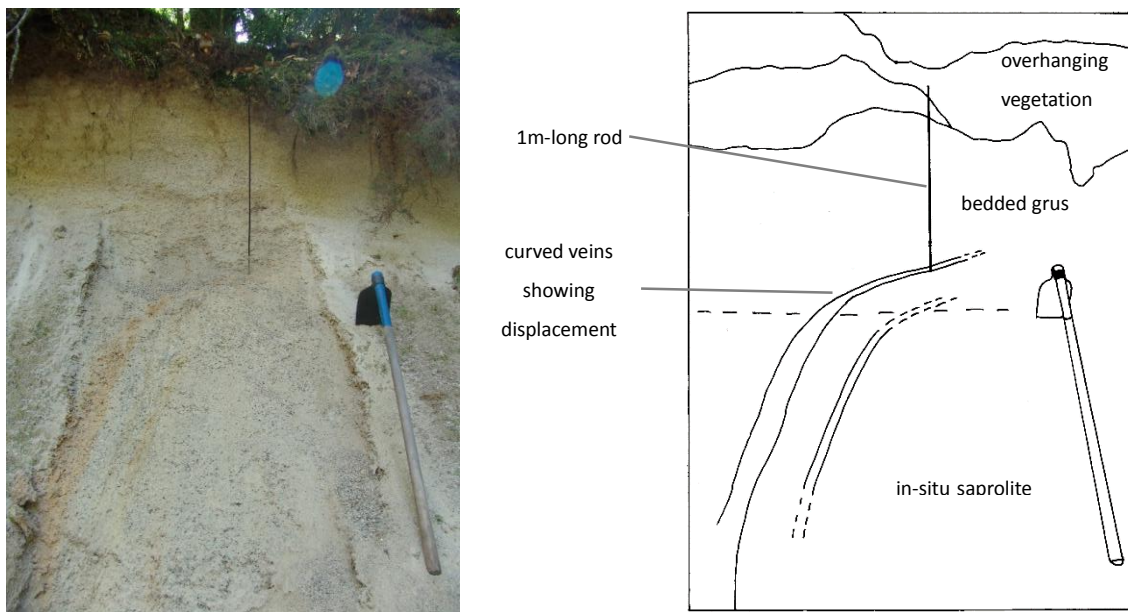 overhanging
vegetation
1m-long rod
bedded grus
curved veins
showing
displacement
in-situ saprolite